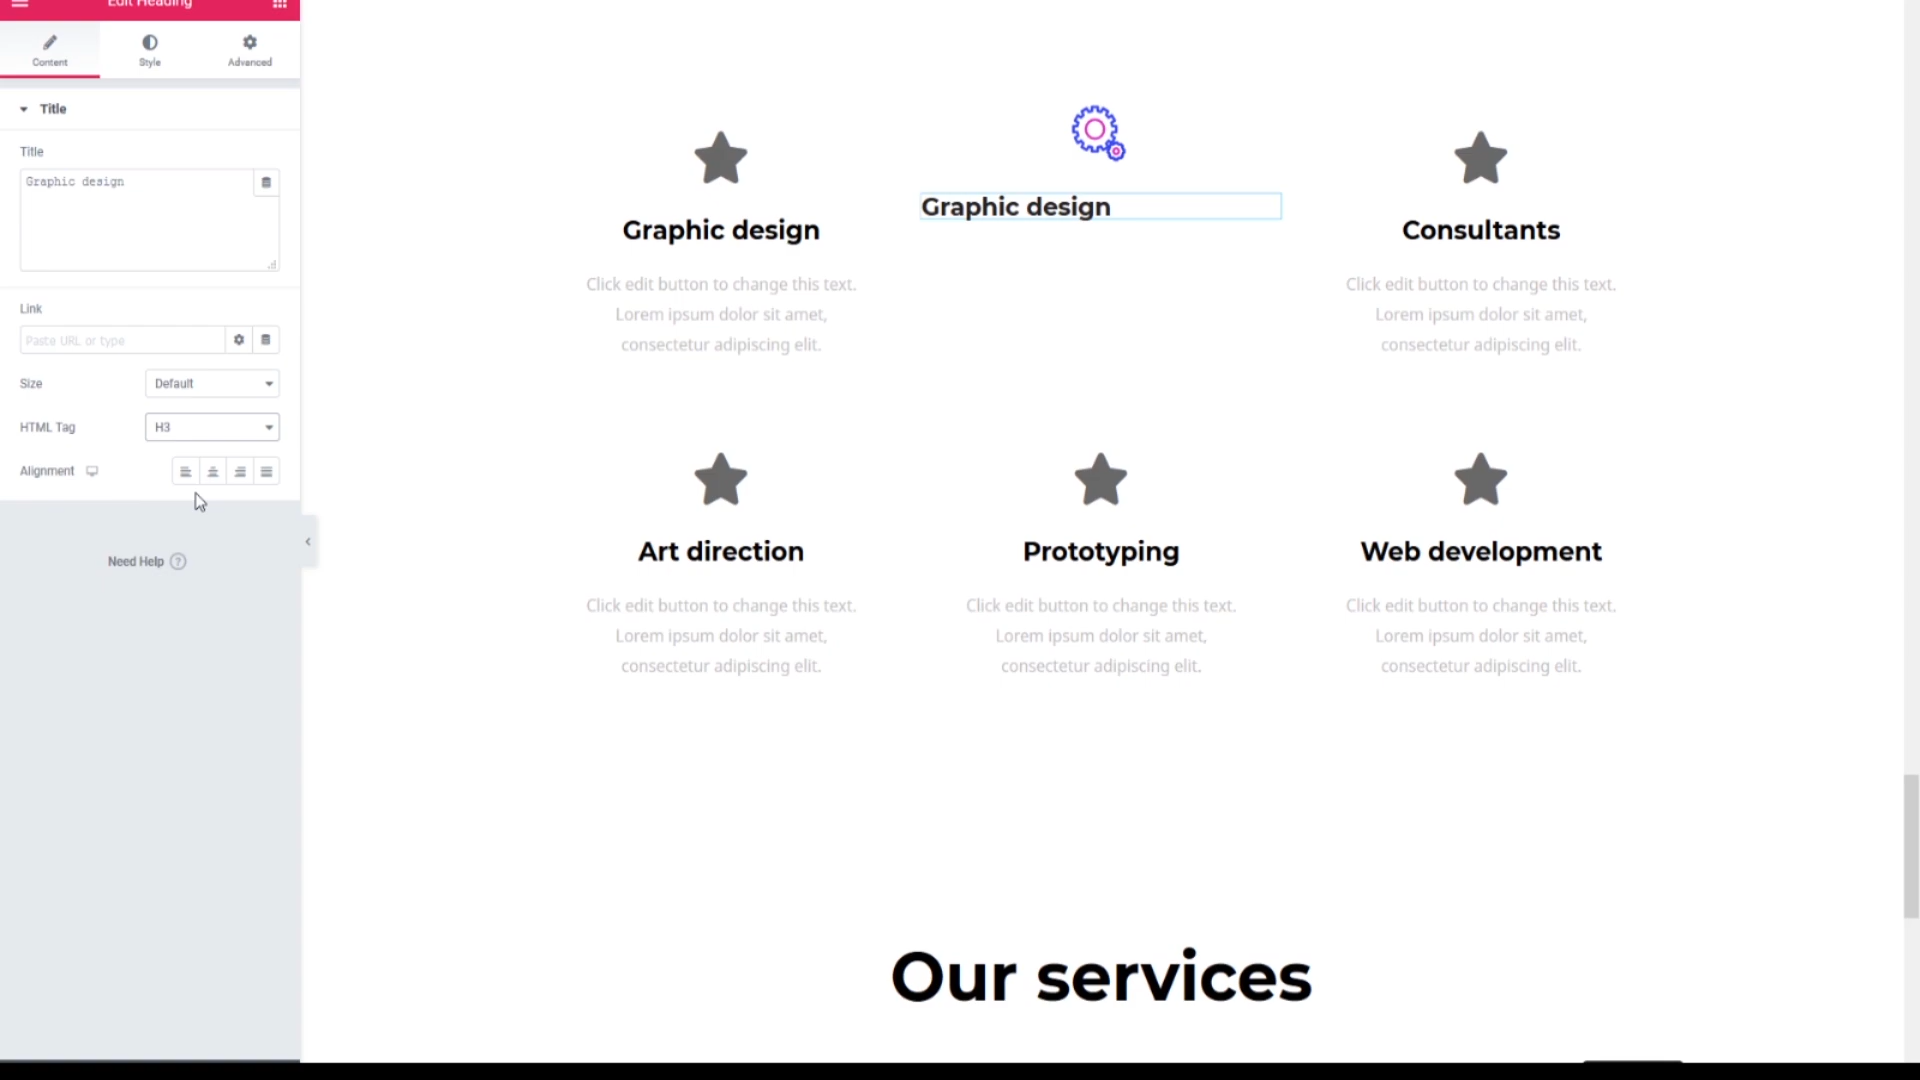 Edit Heading
Content
Style
Advanced
Title
Title
Graphic design
Link
Paste URL or type
Size
Default
HTML Tag
H3
Alignment
Need Help ?
Graphic design
Click edit button to change this text.
Lorem ipsum dolor sit amet,
consectetur adipiscing elit.
Graphic design
Consultants
Click edit button to change this text.
Lorem ipsum dolor sit amet,
consectetur adipiscing elit.
Art direction
Click edit button to change this text.
Lorem ipsum dolor sit amet,
consectetur adipiscing elit.
Prototyping
Click edit button to change this text.
Lorem ipsum dolor sit amet,
consectetur adipiscing elit.
Web development
Click edit button to change this text.
Lorem ipsum dolor sit amet,
consectetur adipiscing elit.
Our services